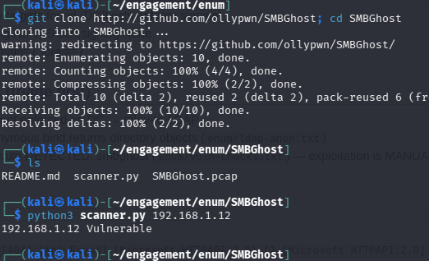 (kali㉿kali)-[~/engagement/enum]
$ git clone http://github.com/ollypwn/SMBGhost; cd SMBGhost
Cloning into 'SMBGhost'...
warning: redirecting to https://github.com/ollypwn/SMBGhost/
remote: Enumerating objects: 10, done.
remote: Counting objects: 100% (4/4), done.
remote: Compressing objects: 100% (2/2), done.
remote: Total 10 (delta 2), reused 2 (delta 2), pack-reused 6 (fr
Receiving objects: 100% (10/10), done.
Resolving deltas: 100% (2/2), done.
(kali㉿kali)-[~/engagement/enum/SMBGhost]
$ ls
exploitation is MANUA
README.md scanner.py SMBGhost.pcap
(kali㉿kali)-[~/engagement/enum/SMBGhost]
$ python3 scanner.py 192.168.1.12
192.168.1.12 Vulnerable
(kali㉿kali)-[~/engagement/enum/SMBGhost]